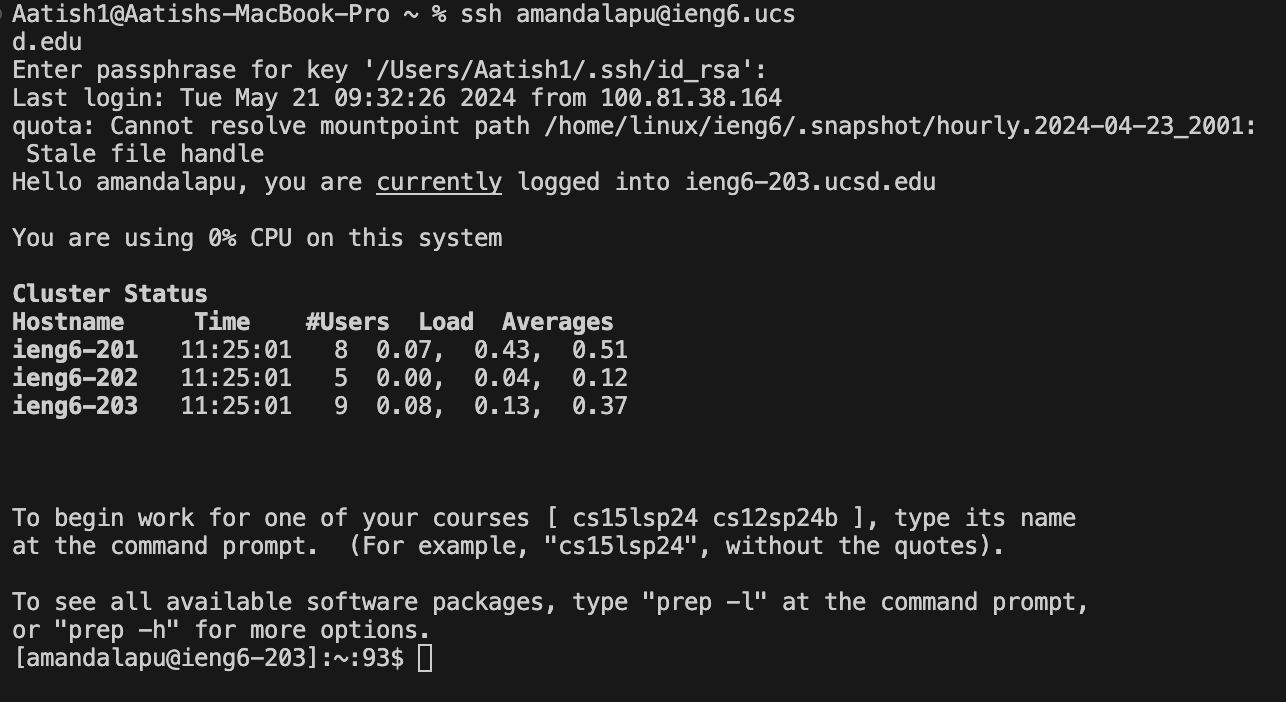 Aatish1@Aatishs-MacBook-Pro ~ % ssh amandalapu@ieng6.ucs
d.edu
Enter passphrase for key '/Users/Aatish1/.ssh/id_rsa':
Last login: Tue May 21 09:32:26 2024 from 100.81.38.164
quota: Cannot resolve mountpoint path /home/linux/ieng6/.snapshot/hourly.2024-04-23_2001:
 Stale file handle
Hello amandalapu, you are currently logged into ieng6-203.ucsd.edu

You are using 0% CPU on this system

Cluster Status
Hostname     Time    #Users  Load  Averages
ieng6-201   11:25:01   8  0.07,  0.43,  0.51
ieng6-202   11:25:01   5  0.00,  0.04,  0.12
ieng6-203   11:25:01   9  0.08,  0.13,  0.37

To begin work for one of your courses [ cs15lsp24 cs12sp24b ], type its name
at the command prompt.  (For example, "cs15lsp24", without the quotes).

To see all available software packages, type "prep -l" at the command prompt,
or "prep -h" for more options.
[amandalapu@ieng6-203]:~:93$